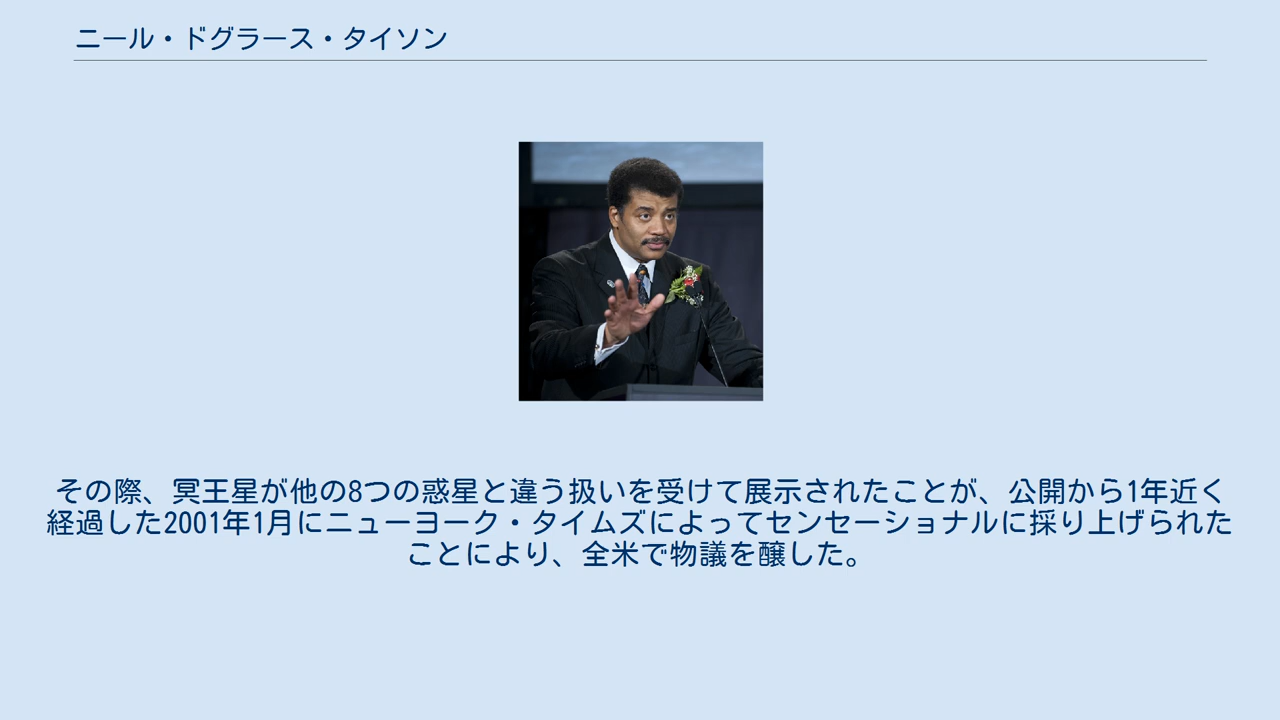 ニール・ドグラース・タイソン
その際、冥王星が他の8つの惑星と違う扱いを受けて展示されたことが、公開から1年近く
経過した2001年1月にニューヨーク・タイムズによってセンセーショナルに採り上げられた
ことにより、全米で物議を醸した。